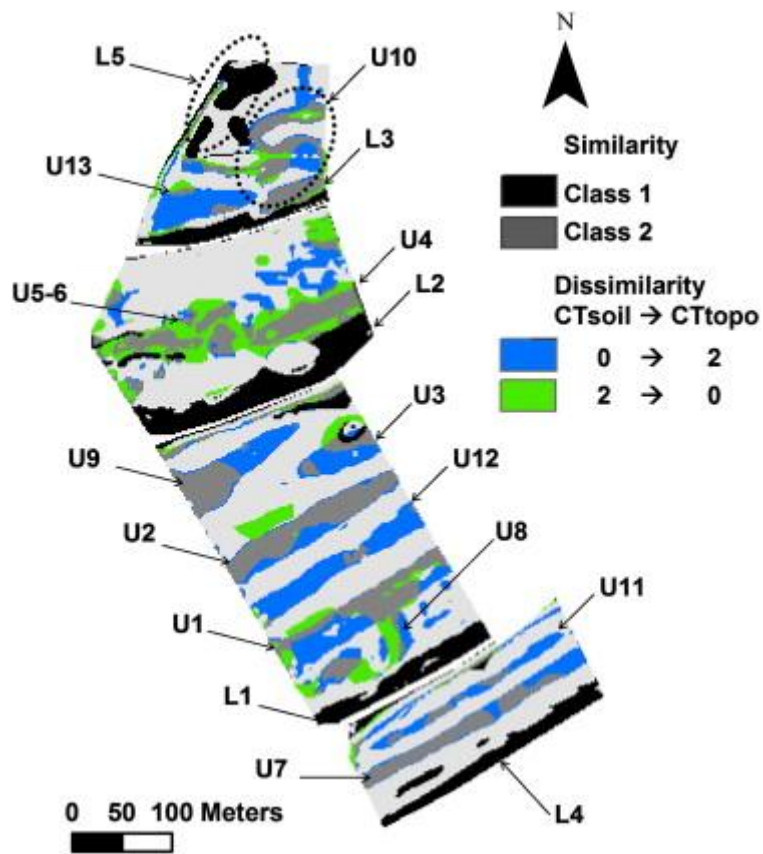 N
L5
U10
L3
U13
Similarity
Class 1
Class 2
U4
L2
U5-6
Dissimilarity
CTsoil → CTtopo
0 → 2
2 → 0
U3
U9
U12
U2
U8
U11
U1
L1
U7
L4
0 50 100 Meters